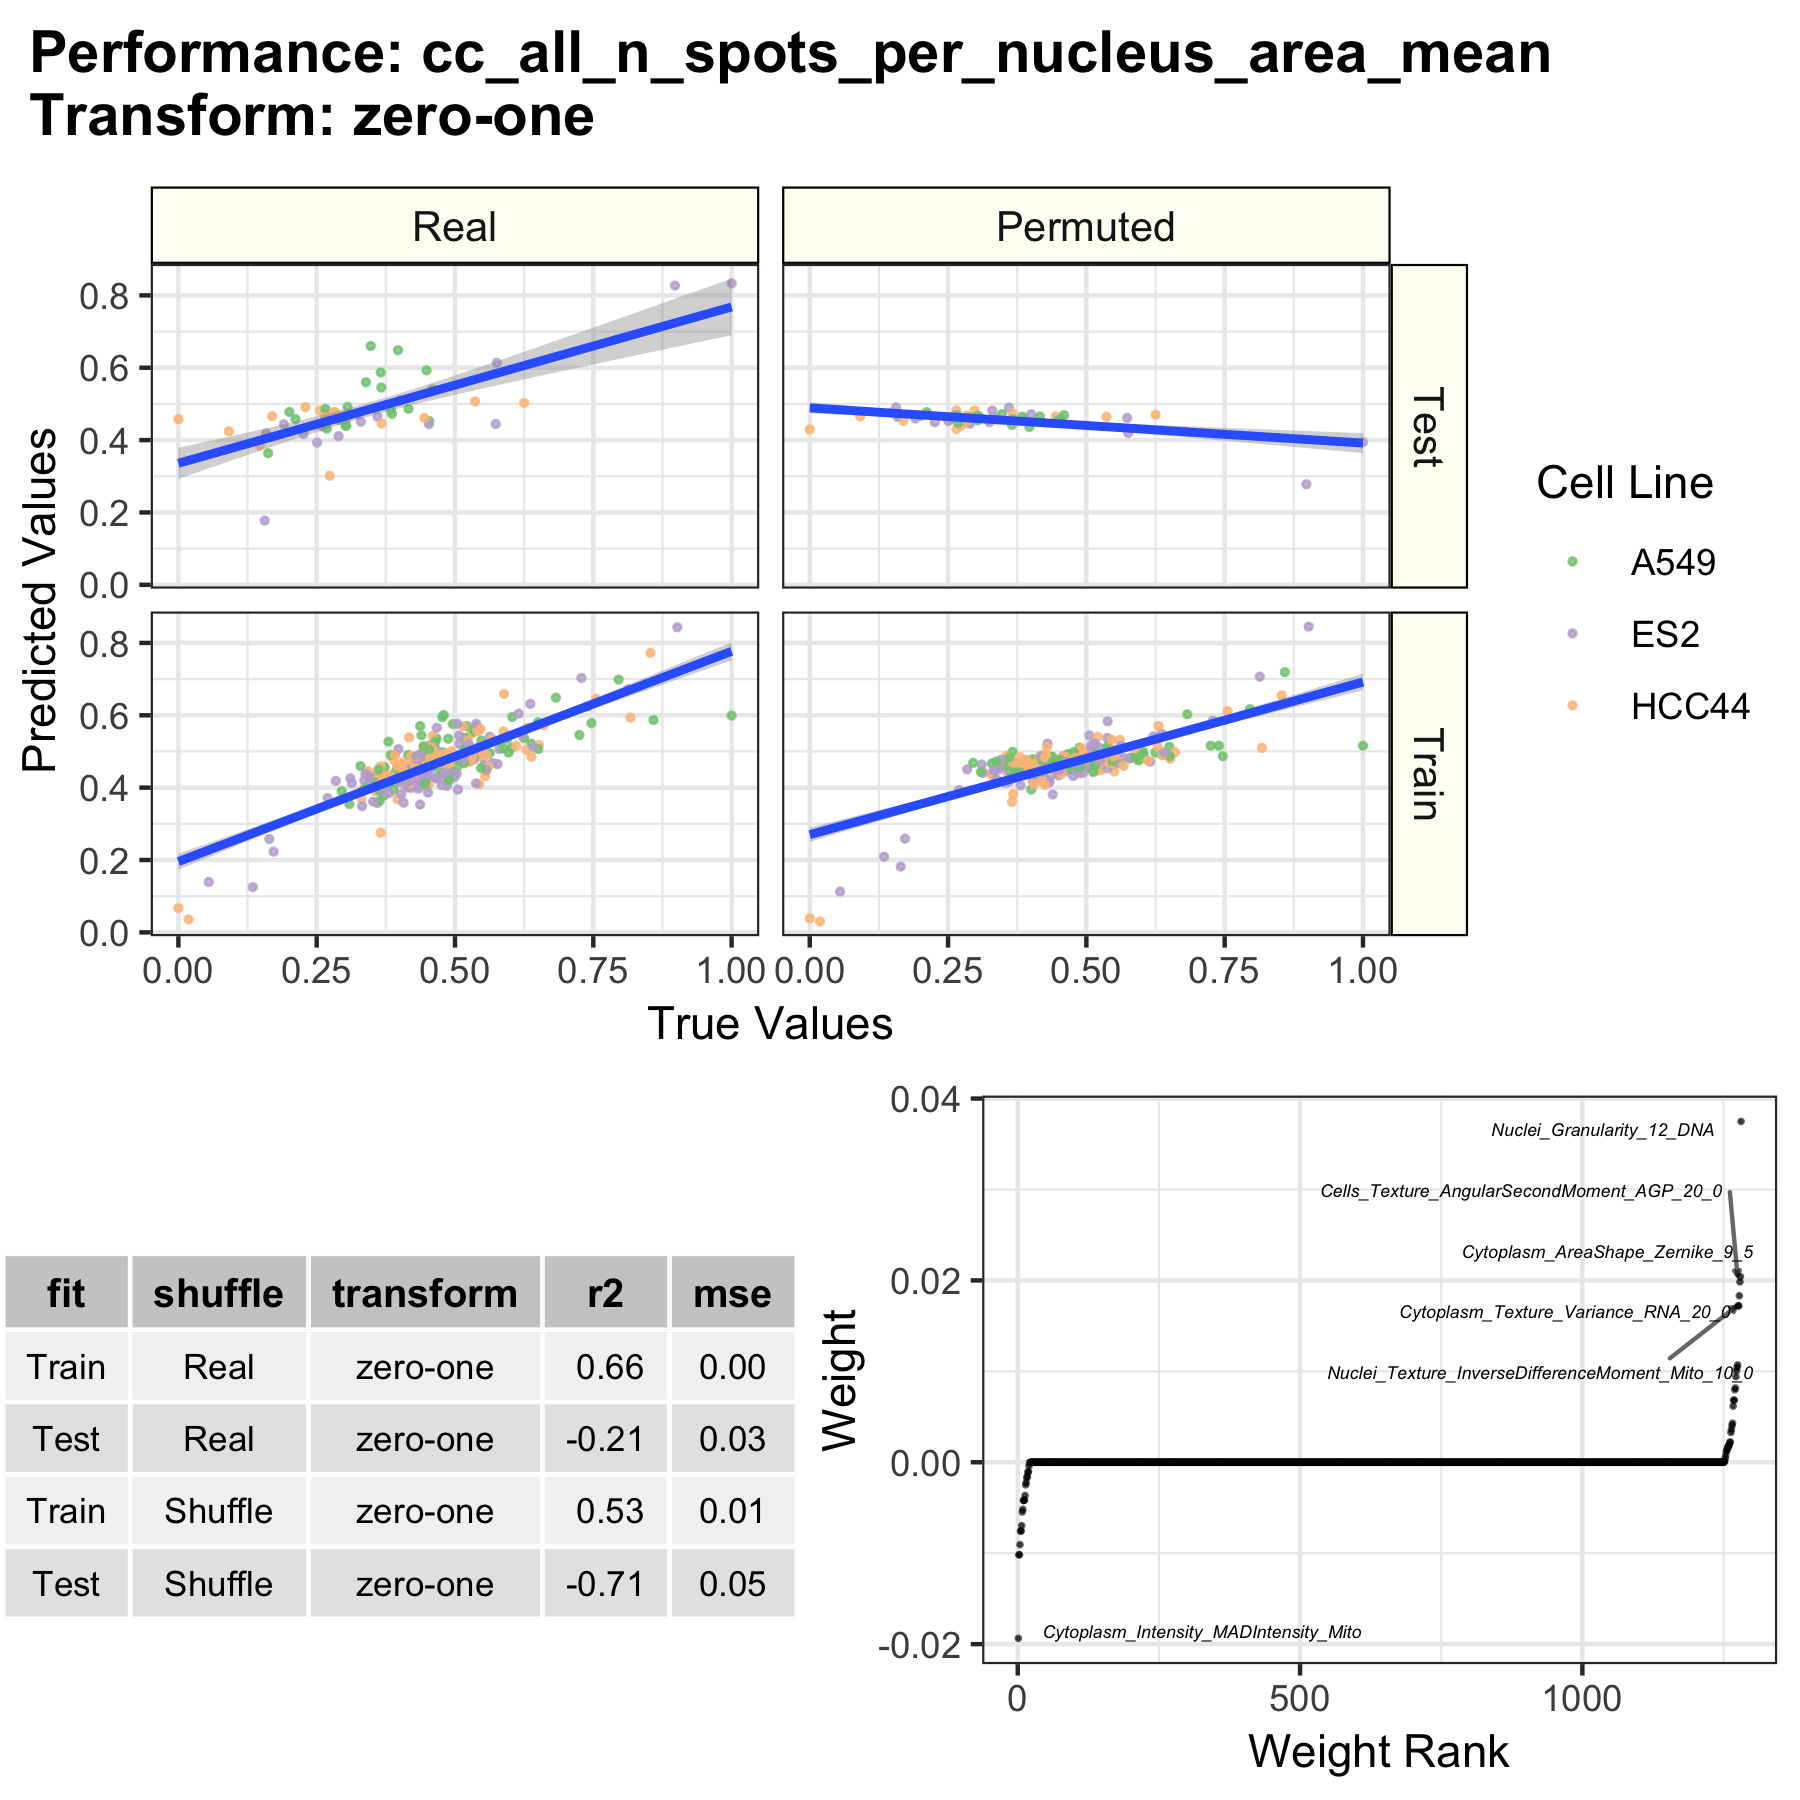 Performance: cc_all_n_spots_per_nucleus_area_mean
Transform: zero-one
Real
Permuted
0.8
0.6
0.4
0.2
0.0
Test
0.8
0.6
0.4
0.2
0.0
Train
Predicted Values
0.00 0.25 0.50 0.75 1.00
0.00 0.25 0.50 0.75 1.00
True Values
Cell Line
A549
ES2
HCC44
fit shuffle transform r2 mse
Train Real zero-one 0.66 0.00
Test Real zero-one -0.21 0.03
Train Shuffle zero-one 0.53 0.01
Test Shuffle zero-one -0.71 0.05
Weight
0.04
0.02
0.00
-0.02
Nuclei_Granularity_12_DNA
Cells_Texture_AngularSecondMoment_AGP_20_0
Cytoplasm_AreaShape_Zernike_9_5
Cytoplasm_Texture_Variance_RNA_20_0
Nuclei_Texture_InverseDifferenceMoment_Mito_10_0
Cytoplasm_Intensity_MADIntensity_Mito
0 500 1000
Weight Rank